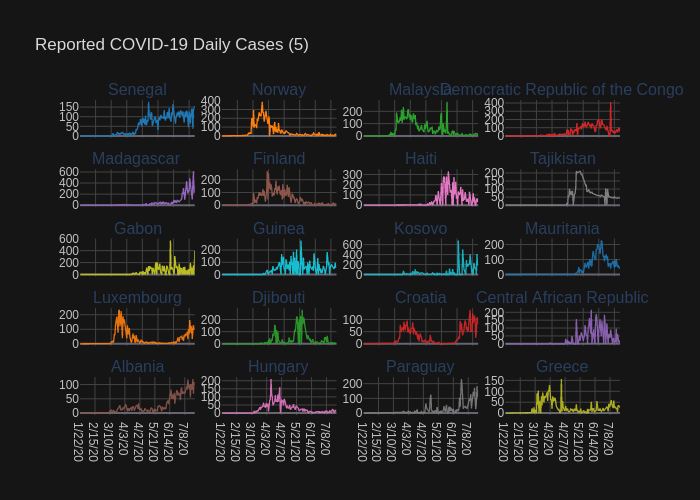 Reported COVID-19 Daily Cases (5)
Senegal Norway Malaysia Democratic Republic of the Congo
150 100 50 0
400 300 200 100 0
200 100 0
400 300 200 100 0
Madagascar Finland Haiti Tajikistan
600 400 200 0
200 100 0
300 200 100 0
200 150 100 50 0
Gabon Guinea Kosovo Mauritania
600 400 200 0
200 100 0
600 400 200 0
200 100 0
Luxembourg Djibouti Croatia Central African Republic
200 100 0
200 100 0
100 50 0
200 150 100 50 0
Albania Hungary Paraguay Greece
100 50 0
200 150 100 50 0
200 100 0
150 100 50 0
1/22/20 2/15/20 3/10/20 4/3/20 4/27/20 5/21/20 6/14/20 7/8/20
1/22/20 2/15/20 3/10/20 4/3/20 4/27/20 5/21/20 6/14/20 7/8/20
1/22/20 2/15/20 3/10/20 4/3/20 4/27/20 5/21/20 6/14/20 7/8/20
1/22/20 2/15/20 3/10/20 4/3/20 4/27/20 5/21/20 6/14/20 7/8/20